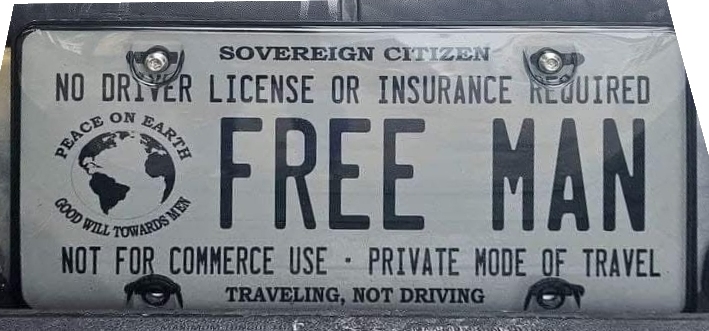 SOVEREIGN CITIZEN
NO DRIVER LICENSE OR INSURANCE REQUIRED
PEACE ON EARTH
GOOD WILL TOWARDS MEN
FREE MAN
NOT FOR COMMERCE USE · PRIVATE MODE OF TRAVEL
TRAVELING, NOT DRIVING